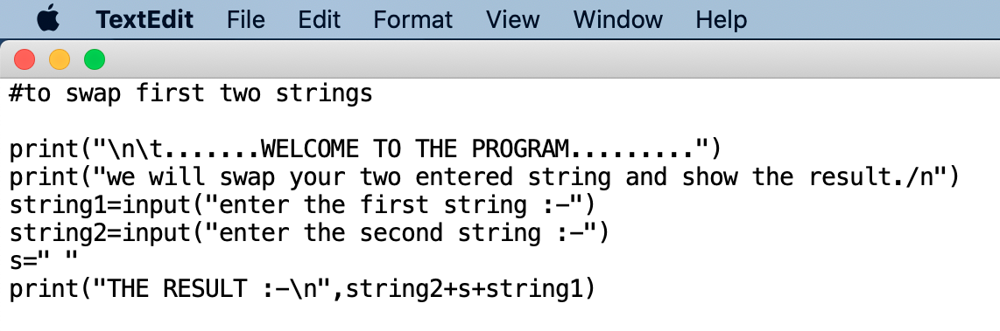 TextEdit File Edit Format View Window Help
#to swap first two strings
print("\n\t.......WELCOME TO THE PROGRAM.........")
print("we will swap your two entered string and show the result./n")
string1=input("enter the first string :-")
string2=input("enter the second string :-")
s=" "
print("THE RESULT :-\n",string2+s+string1)